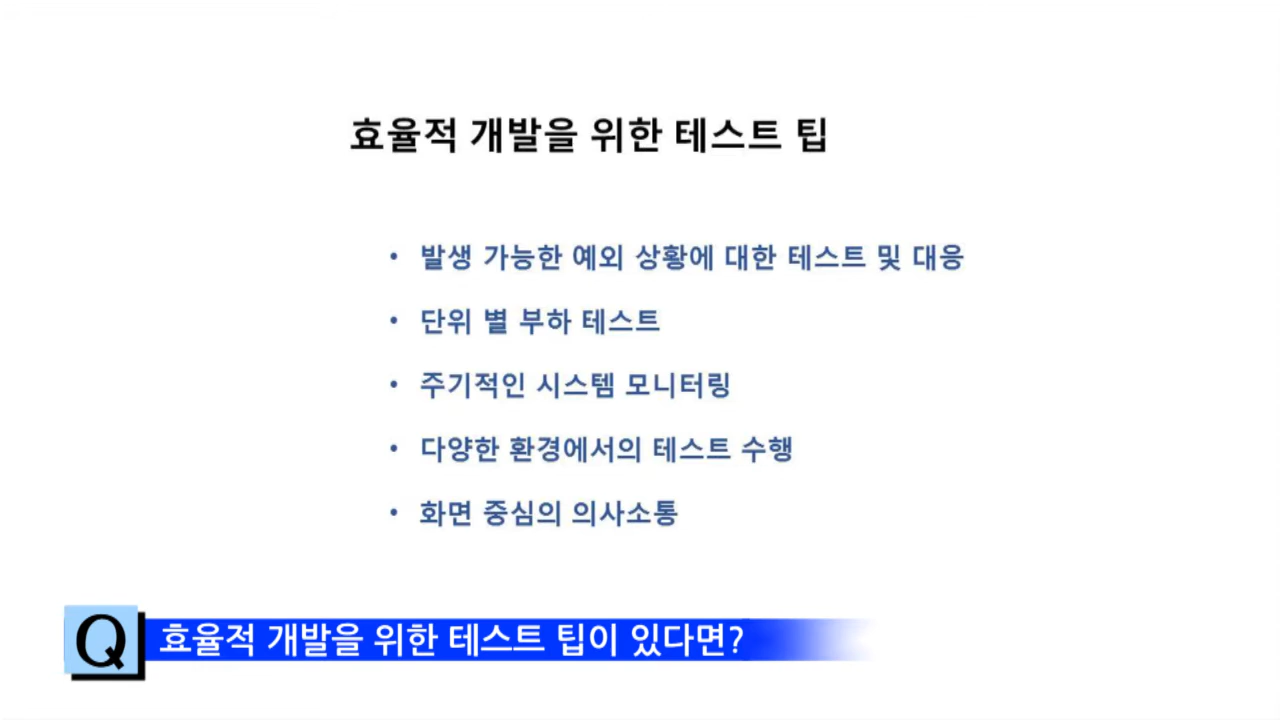 효율적 개발을 위한 테스트 팁
• 발생 가능한 예외 상황에 대한 테스트 및 대응
• 단위 별 부하 테스트
• 주기적인 시스템 모니터링
• 다양한 환경에서의 테스트 수행
• 화면 중심의 의사소통
Q 효율적 개발을 위한 테스트 팁이 있다면?